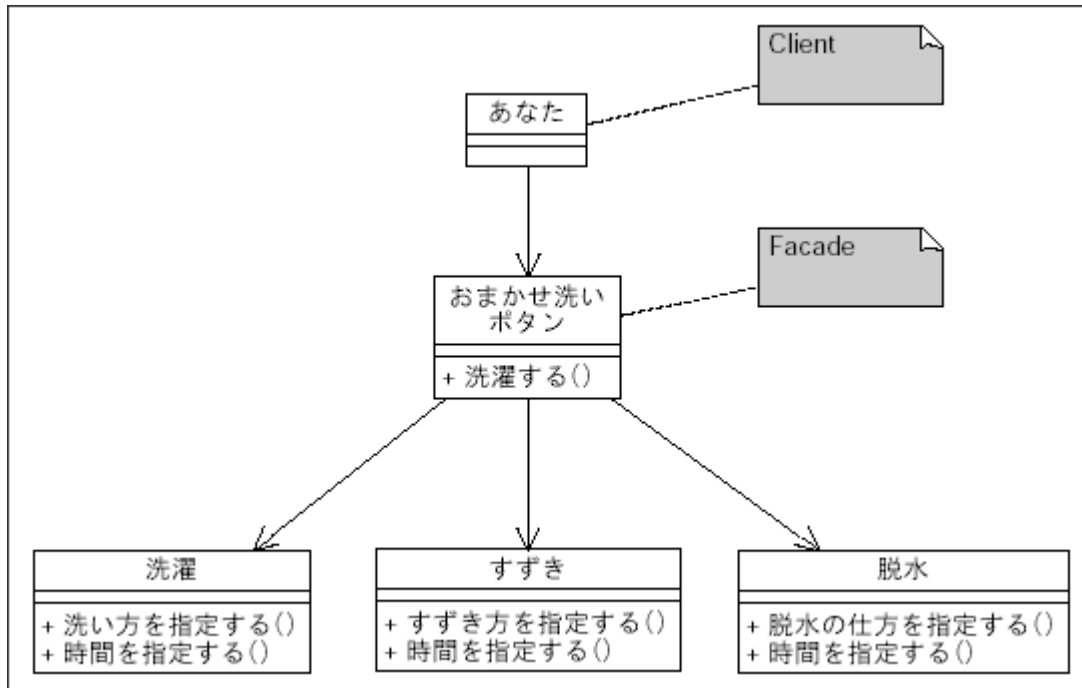 Client
あなた
Facade
おまかせ洗い
ボタン
+ 洗濯する()
洗濯
+ 洗い方を指定する()
+ 時間を指定する()
すずき
+ すずき方を指定する()
+ 時間を指定する()
脱水
+ 脱水の仕方を指定する()
+ 時間を指定する()